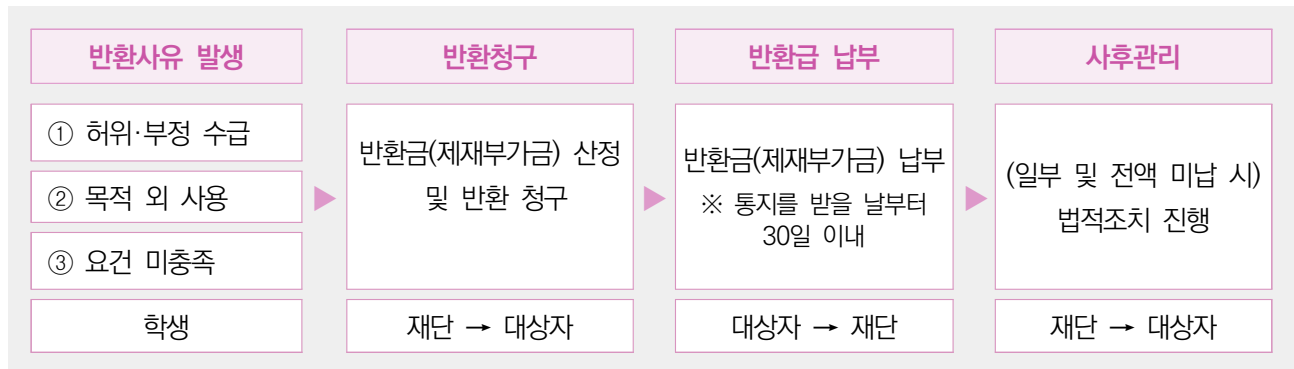 반환사유 발생
① 허위·부정 수급
② 목적 외 사용
③ 요건 미충족
학생
반환청구
반환금(제재부가금) 산정
및 반환 청구
재단 → 대상자
반환급 납부
반환금(제재부가금) 납부
※ 통지를 받을 날부터
30일 이내
대상자 → 재단
사후관리
(일부 및 전액 미납 시)
법적조치 진행
재단 → 대상자